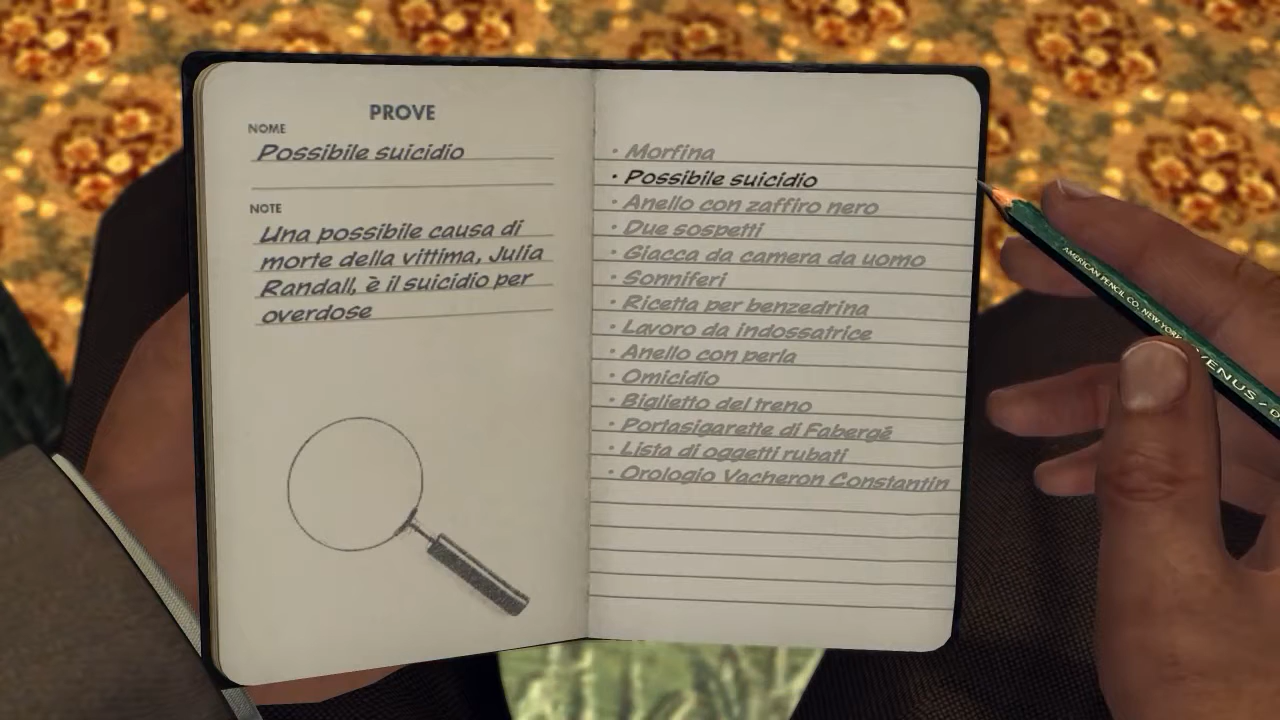 PROVE
NOME
Possibile suicidio
NOTE
Una possibile causa di
morte della vittima, Julia
Randall, è il suicidio per
overdose
• Morfina
• Possibile suicidio
• Anello con zaffiro nero
• Due sospetti
• Giacca da camera da uomo
• Sonniferi
• Ricetta per benzedrina
• Lavoro da indossatrice
• Anello con perla
• Omicidio
• Biglietto del treno
• Portasigarette di Fabergé
• Lista di oggetti rubati
• Orologio Vacheron Constantin
AMERICAN PENCIL CO. NEW YORK
VENUS